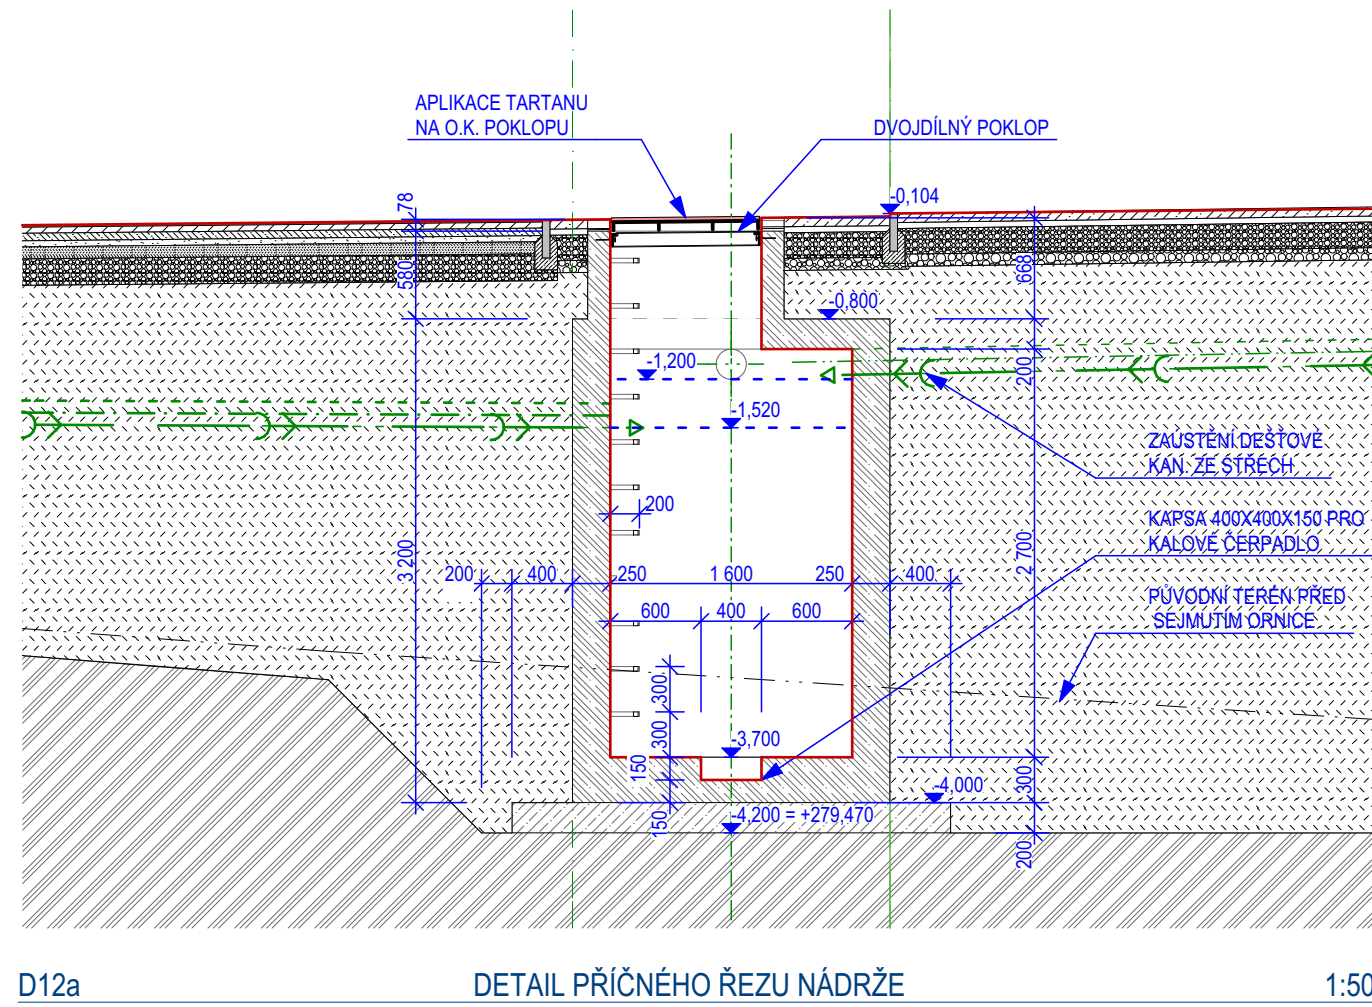 APLIKACE TARTANU
NA O.K. POKLOPU
DVOJDÍLNÝ POKLOP
78
-0,104
580
668
-0,800
-1,200
200
-1,520
ZAÚSTĚNÍ DEŠŤOVÉ
KAN. ZE STŘECH
200
KAPSA 400X400X150 PRO
KALOVÉ ČERPADLO
3 200
2 700
200
400
250
1 600
250
400
600
400
600
PŮVODNÍ TERÉN PŘED
SEJMUTÍM ORNICE
300
300
-3,700
150
-4,000
300
150
-4,200 = +279,470
200
D12a
DETAIL PŘÍČNÉHO ŘEZU NÁDRŽE
1:50